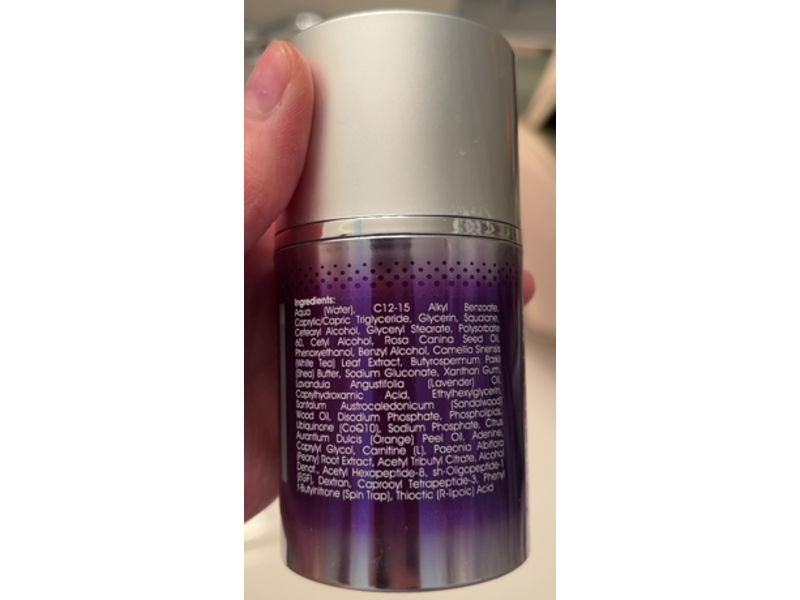 Ingredients:
Aqua (Water), C12-15 Alkyl Benzoate,
Caprylic/Capric Triglyceride, Glycerin, Squalane,
Cetearyl Alcohol, Glyceryl Stearate, Polysorbate
60, Cetyl Alcohol, Rosa Canina Seed Oil,
Phenoxyethanol, Benzyl Alcohol, Camellia Sinensis
(White Tea) Leaf Extract, Butyrospermum Parkii
(Shea) Butter, Sodium Gluconate, Xanthan Gum,
Lavandula Angustifolia (Lavender) Oil,
Caprylhydroxamic Acid, Ethylhexylglycerin,
Santalum Austrocaledonicum (Sandalwood)
Wood Oil, Disodium Phosphate, Phospholipids,
Ubiquinone (CoQ10), Sodium Phosphate, Citrus
Aurantium Dulcis (Orange) Peel Oil, Adenine,
Caprylyl Glycol, Carnitine (L), Paeonia Albiflora
(Peony) Root Extract, Acetyl Tributyl Citrate, Alcohol
Denat., Acetyl Hexapeptide-8, sh-Oligopeptide-1
(EGF), Dextran, Caprooyl Tetrapeptide-3, Phenyl
T-Butylnitrone (Spin Trap), Thioctic (R-lipoic) Acid